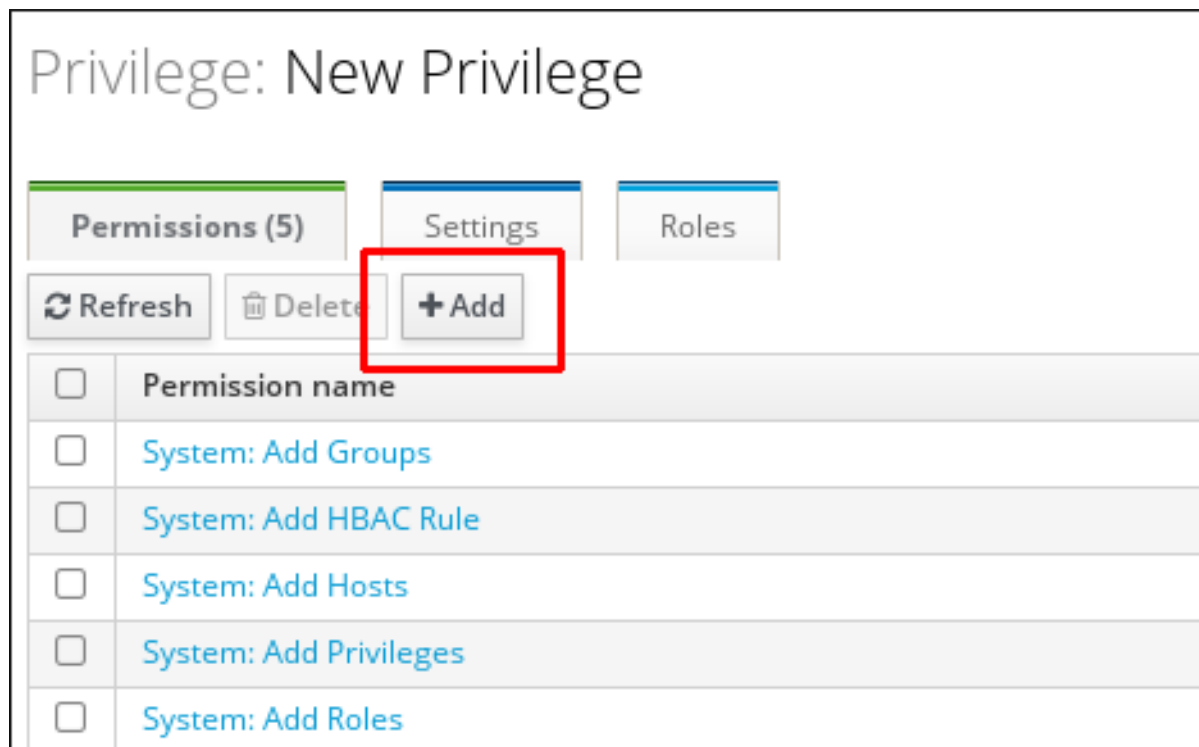 Privilege: New Privilege
Permissions (5) Settings Roles
Refresh Delete Add
Permission name
System: Add Groups
System: Add HBAC Rule
System: Add Hosts
System: Add Privileges
System: Add Roles